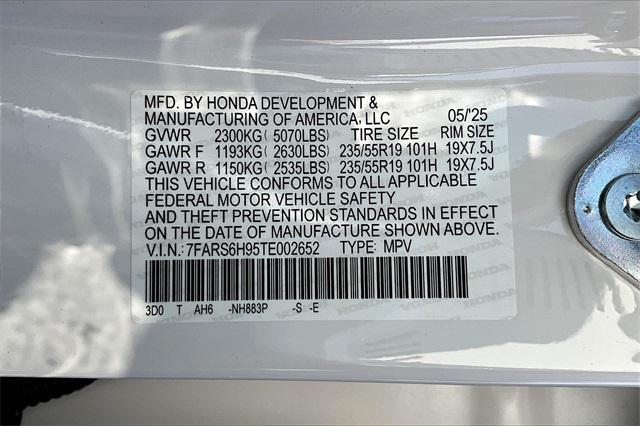 MFD. BY HONDA DEVELOPMENT &
MANUFACTURING OF AMERICA, LLC 05/'25
GVWR 2300KG(5070LBS) TIRE SIZE RIM SIZE
GAWR F 1193KG(2630LBS) 235/55R19 101H 19X7.5J
GAWR R 1150KG(2535LBS) 235/55R19 101H 19X7.5J
THIS VEHICLE CONFORMS TO ALL APPLICABLE
FEDERAL MOTOR VEHICLE SAFETY
AND THEFT PREVENTION STANDARDS IN EFFECT
ON THE DATE OF MANUFACTURE SHOWN ABOVE.
V.I.N.:7FARS6H95TE002652 TYPE: MPV
3D0 T AH6 -NH883P -S -E